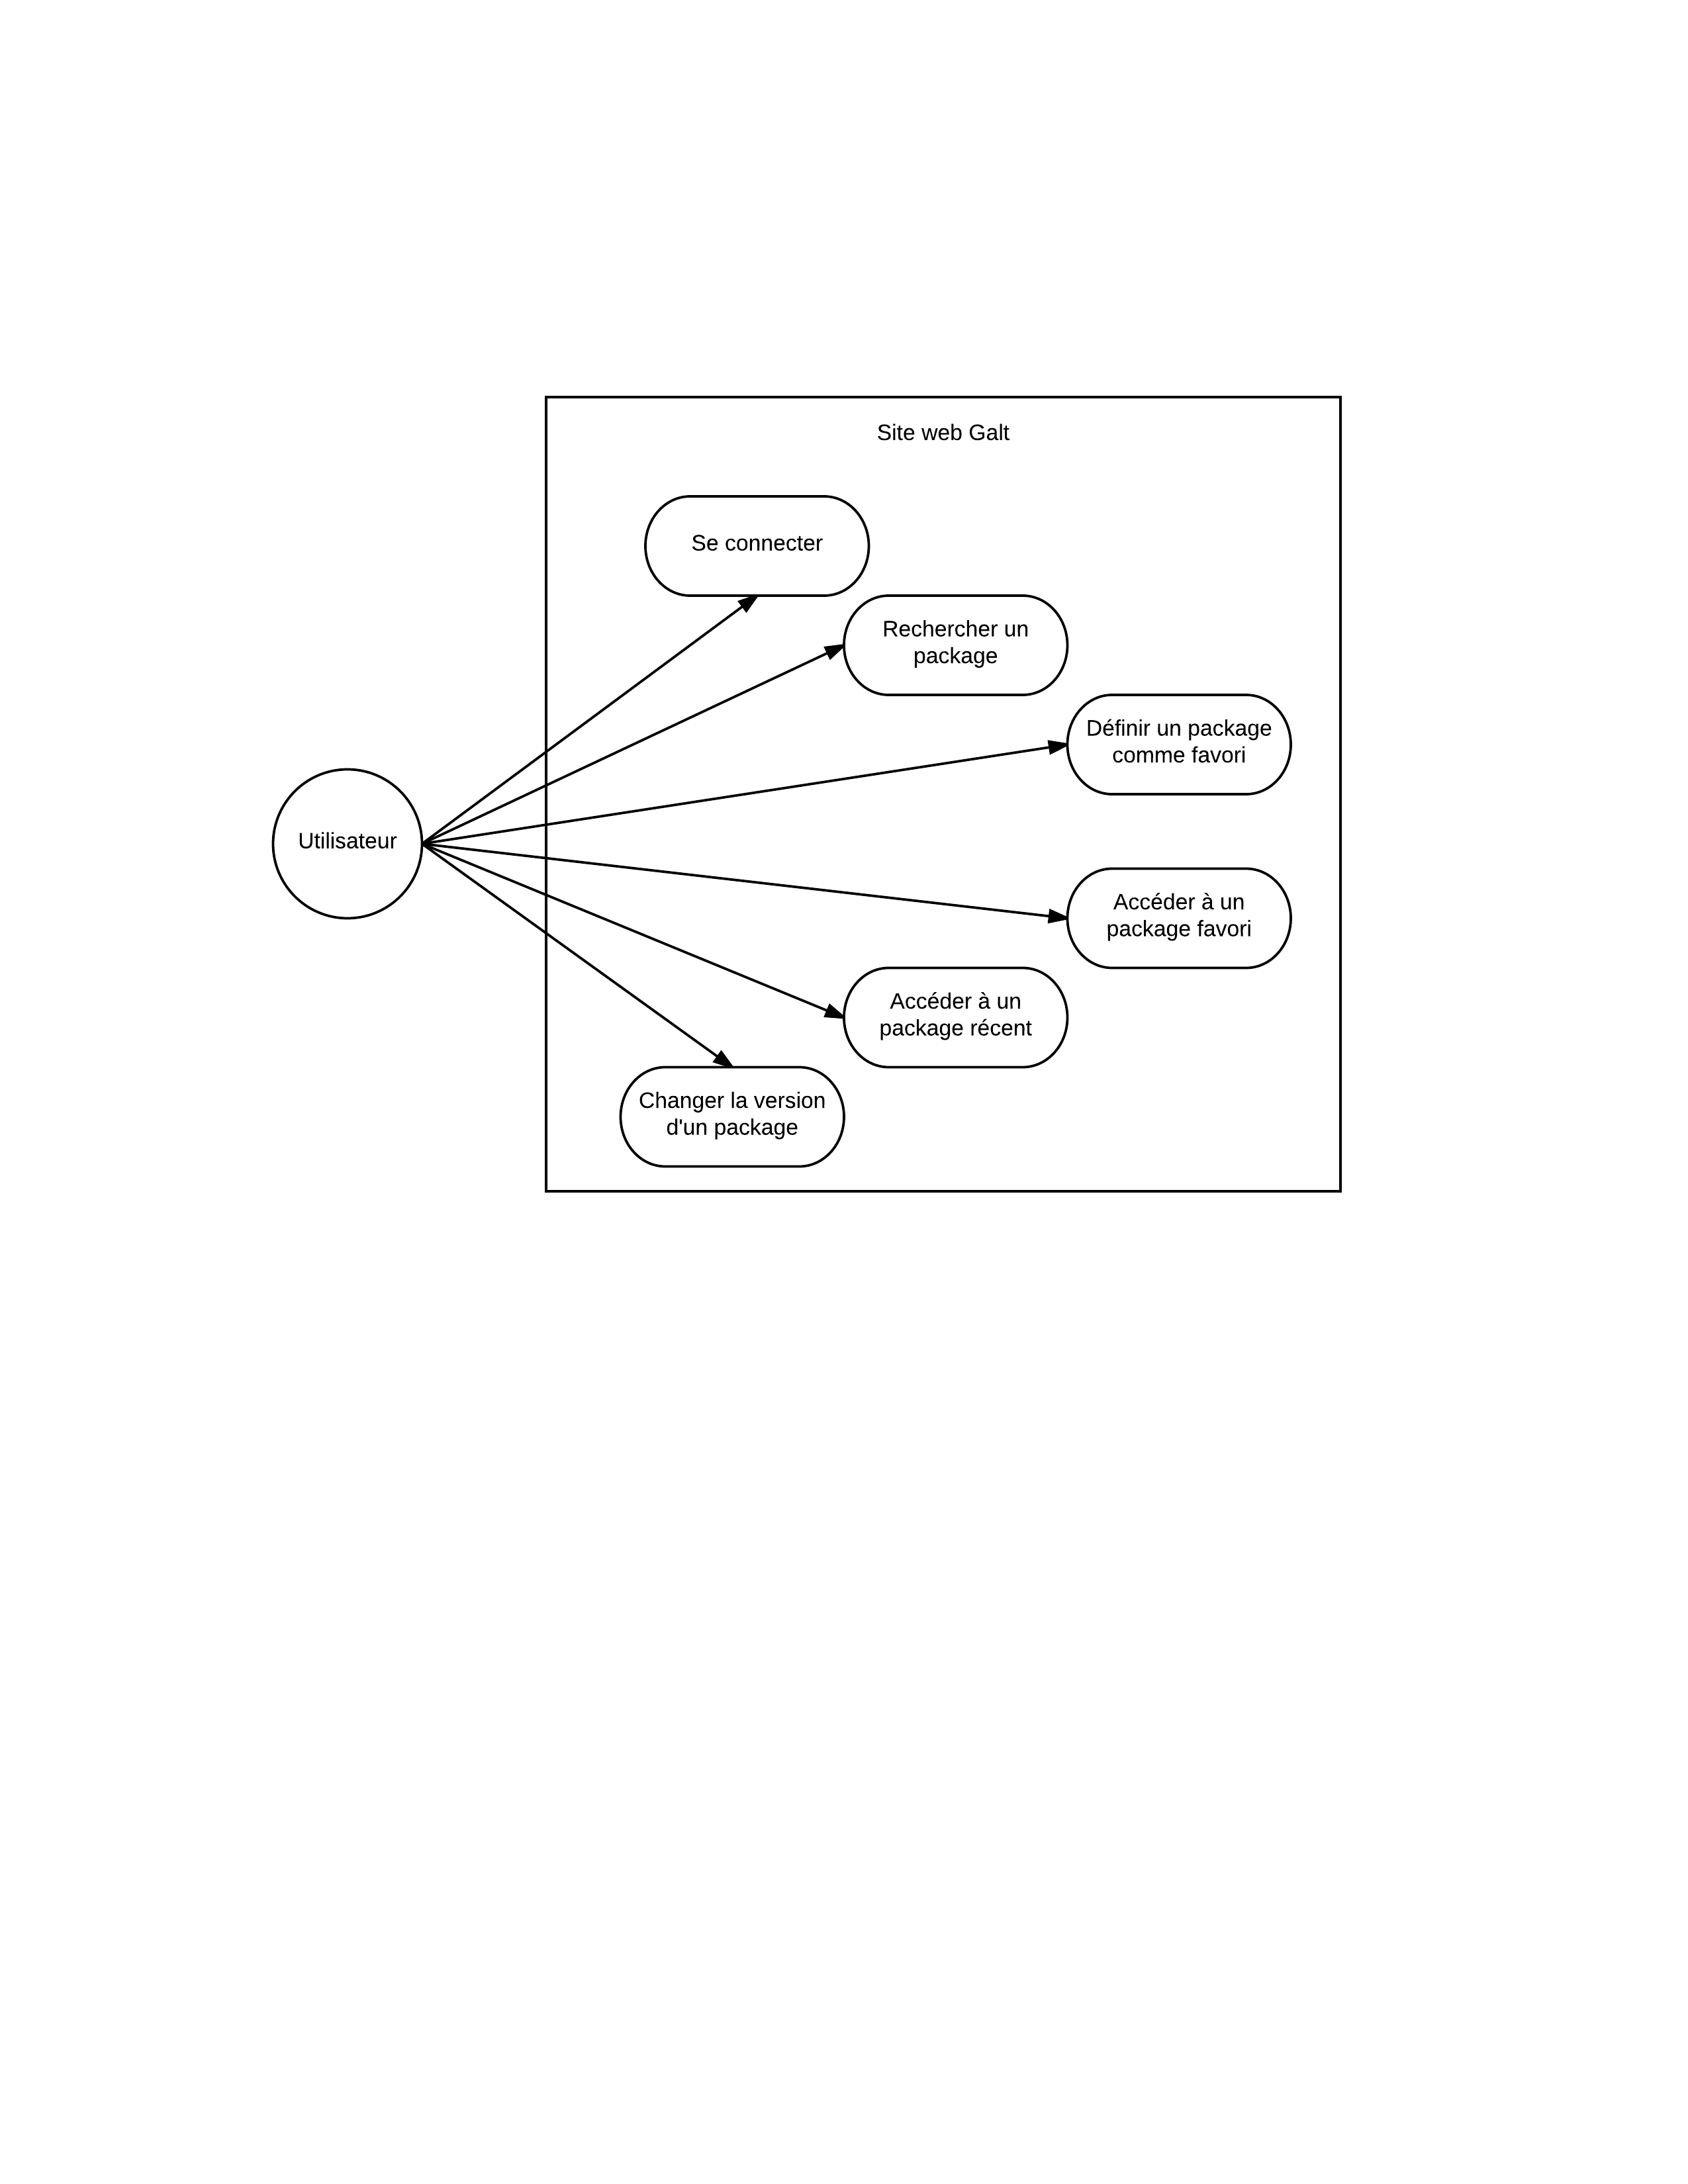 Site web Galt
Se connecter
Rechercher un
package
Définir un package
comme favori
Utilisateur
Accéder à un
package favori
Accéder à un
package récent
Changer la version
d'un package